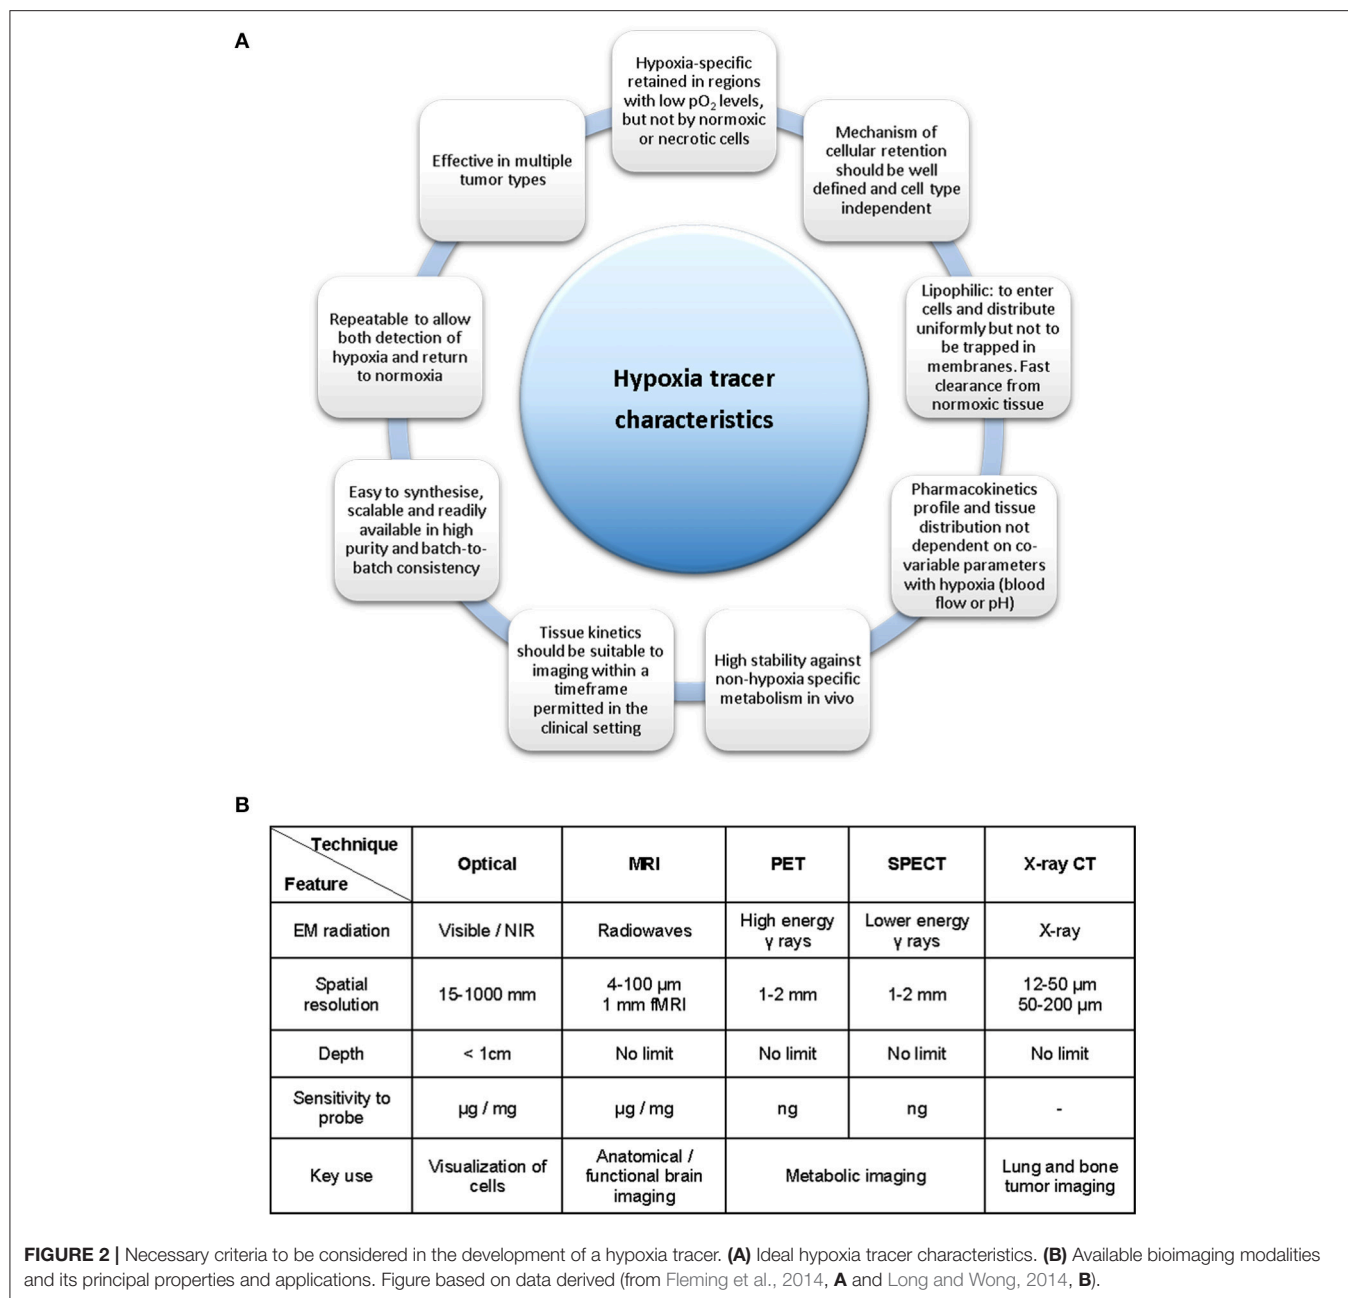 A
Hypoxia-specific
retained in regions
with low pO₂ levels,
but not by normoxic
or necrotic cells
Mechanism of
cellular retention
should be well
defined and cell type
independent
Lipophilic: to enter
cells and distribute
uniformly but not to
be trapped in
membranes. Fast
clearance from
normoxic tissue
Pharmacokinetics
profile and tissue
distribution not
dependent on co-
variable parameters
with hypoxia (blood
flow or pH)
High stability against
non-hypoxia specific
metabolism in vivo
Tissue kinetics
should be suitable to
imaging within a
timeframe
permitted in the
clinical setting
Easy to synthesise,
scalable and readily
available in high
purity and batch-to-
batch consistency
Repeatable to allow
both detection of
hypoxia and return
to normoxia
Effective in multiple
tumor types
Hypoxia tracer
characteristics
B
Technique
Feature
Optical
MRI
PET
SPECT
X-ray CT
EM radiation
Visible / NIR
Radiowaves
High energy
γ rays
Lower energy
γ rays
X-ray
Spatial
resolution
15-1000 mm
4-100 µm
1 mm fMRI
1-2 mm
1-2 mm
12-50 µm
50-200 µm
Depth
< 1cm
No limit
No limit
No limit
No limit
Sensitivity to
probe
µg / mg
µg / mg
ng
ng
-
Key use
Visualization of
cells
Anatomical /
functional brain
imaging
Metabolic imaging
Lung and bone
tumor imaging
FIGURE 2 | Necessary criteria to be considered in the development of a hypoxia tracer. (A) Ideal hypoxia tracer characteristics. (B) Available bioimaging modalities
and its principal properties and applications. Figure based on data derived (from Fleming et al., 2014, A and Long and Wong, 2014, B).